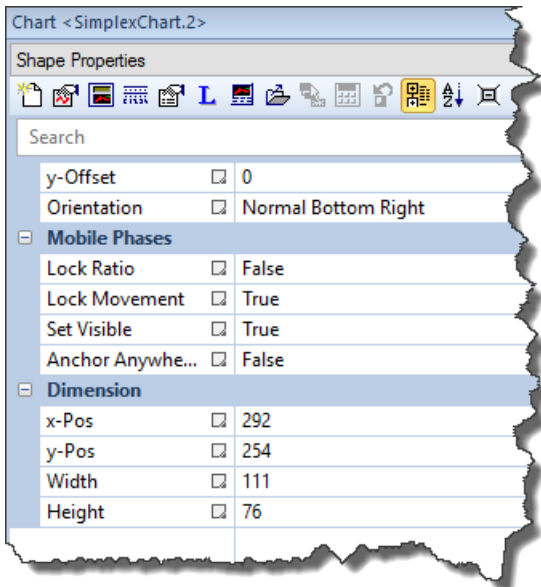 Chart <SimplexChart.2>
Shape Properties
L
Search
y-Offset 0
Orientation Normal Bottom Right
Mobile Phases
Lock Ratio False
Lock Movement True
Set Visible True
Anchor Anywhe... False
Dimension
x-Pos 292
y-Pos 254
Width 111
Height 76